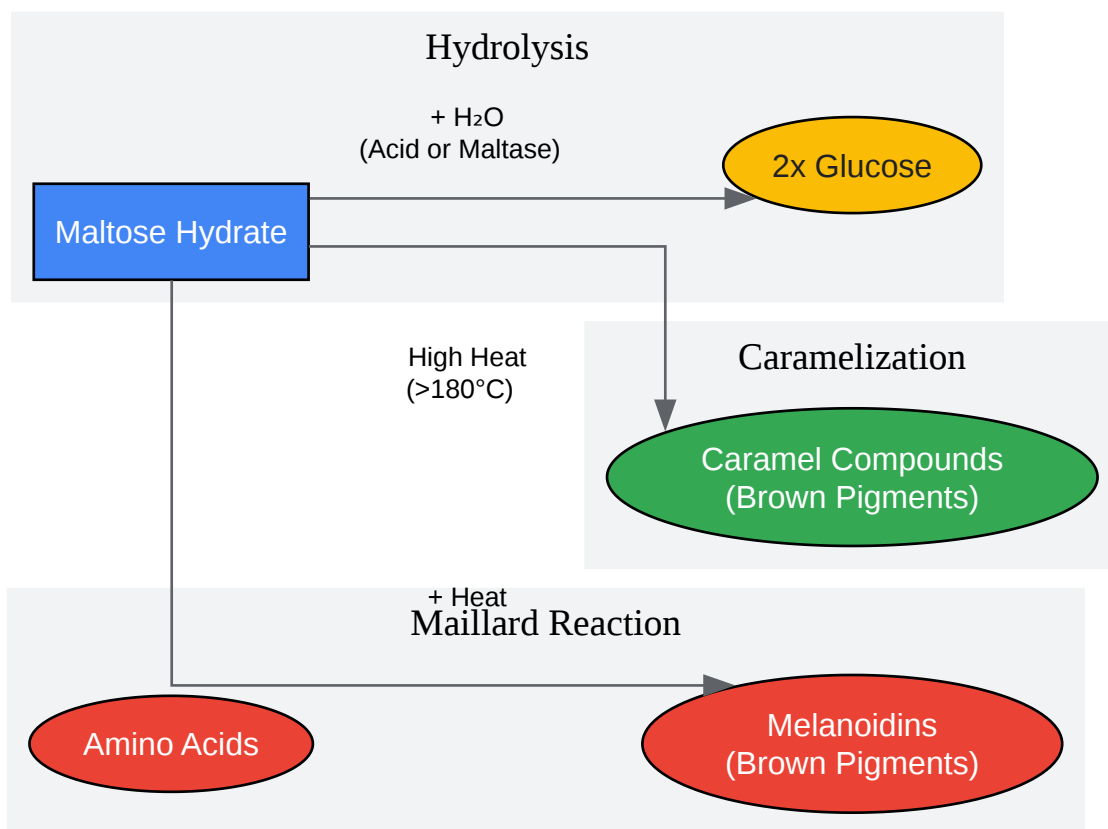 Hydrolysis
+ H₂O
(Acid or Maltase)
2x Glucose
Maltose Hydrate
High Heat
(>180°C)
Caramelization
Caramel Compounds
(Brown Pigments)
+ Heat
Maillard Reaction
Amino Acids
Melanoidins
(Brown Pigments)